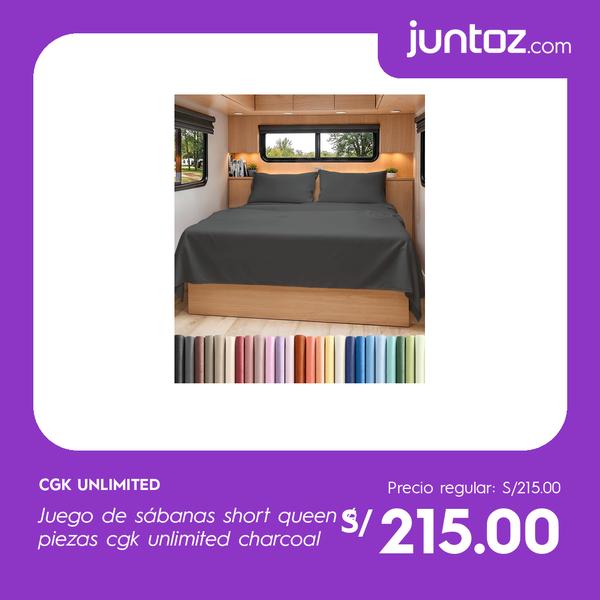 juntoz.com
CGK UNLIMITED
Juego de sábanas short queen
piezas cgk unlimited charcoal
Precio regular: S/215.00
S/ 215.00